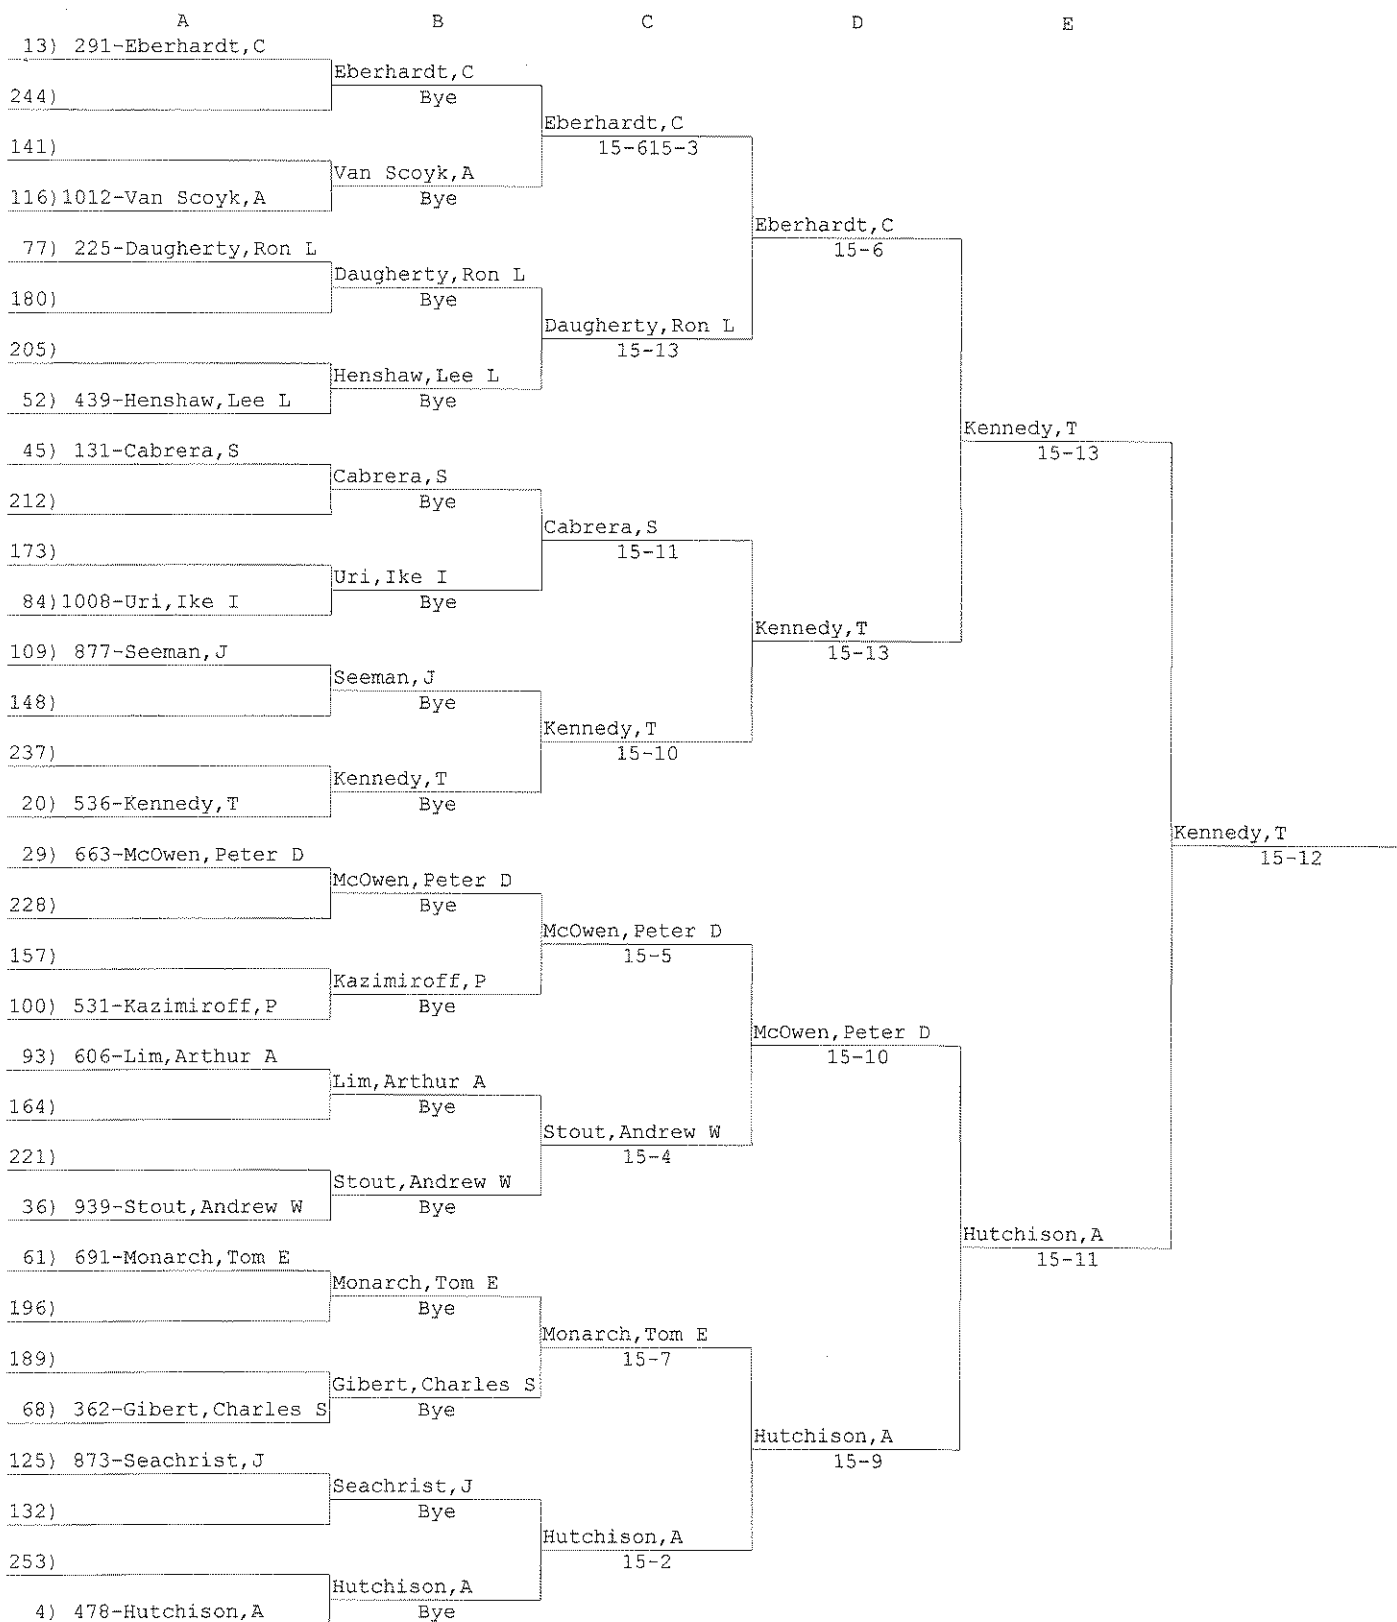 A B C D E
13) 291-Eberhardt,C
Eberhardt,C
244) Bye
Eberhardt,C
141) 15-615-3
Van Scoyk,A
116)1012-Van Scoyk,A Bye
Eberhardt,C
77) 225-Daugherty,Ron L 15-6
Daugherty,Ron L
180) Bye
Daugherty,Ron L
205) 15-13
Henshaw,Lee L
52) 439-Henshaw,Lee L Bye
Kennedy,T
45) 131-Cabrera,S 15-13
Cabrera,S
212) Bye
Cabrera,S
173) 15-11
Uri,Ike I
84)1008-Uri,Ike I Bye
Kennedy,T
109) 877-Seeman,J 15-13
Seeman,J
148) Bye
Kennedy,T
237) 15-10
Kennedy,T
20) 536-Kennedy,T Bye
Kennedy,T
29) 663-McOwen,Peter D 15-12
McOwen,Peter D
228) Bye
McOwen,Peter D
157) 15-5
Kazimiroff,P
100) 531-Kazimiroff,P Bye
McOwen,Peter D
93) 606-Lim,Arthur A 15-10
Lim,Arthur A
164) Bye
Stout,Andrew W
221) 15-4
Stout,Andrew W
36) 939-Stout,Andrew W Bye
Hutchison,A
61) 691-Monarch,Tom E 15-11
Monarch,Tom E
196) Bye
Monarch,Tom E
189) 15-7
Gibert,Charles S
68) 362-Gibert,Charles S Bye
Hutchison,A
125) 873-Seachrist,J 15-9
Seachrist,J
132) Bye
Hutchison,A
253) 15-2
Hutchison,A
4) 478-Hutchison,A Bye